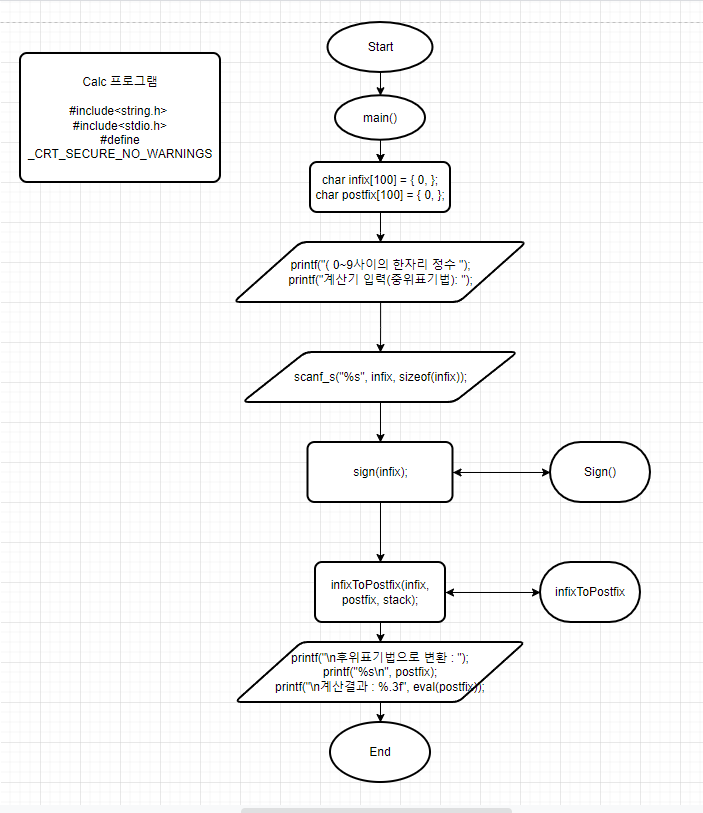 Start
Calc 프로그램
#include<string.h>
#include<stdio.h>
#define
_CRT_SECURE_NO_WARNINGS
main()
char infix[100] = { 0, };
char postfix[100] = { 0, };
printf("( 0~9사이의 한자리 정수 ");
printf("계산기 입력(중위표기법): ");
scanf_s("%s", infix, sizeof(infix));
sign(infix);
Sign()
infixToPostfix(infix,
postfix, stack);
infixToPostfix
printf("\n후위표기법으로 변환 : ");
printf("%s\n", postfix);
printf("\n계산결과 : %.3f", eval(postfix));
End